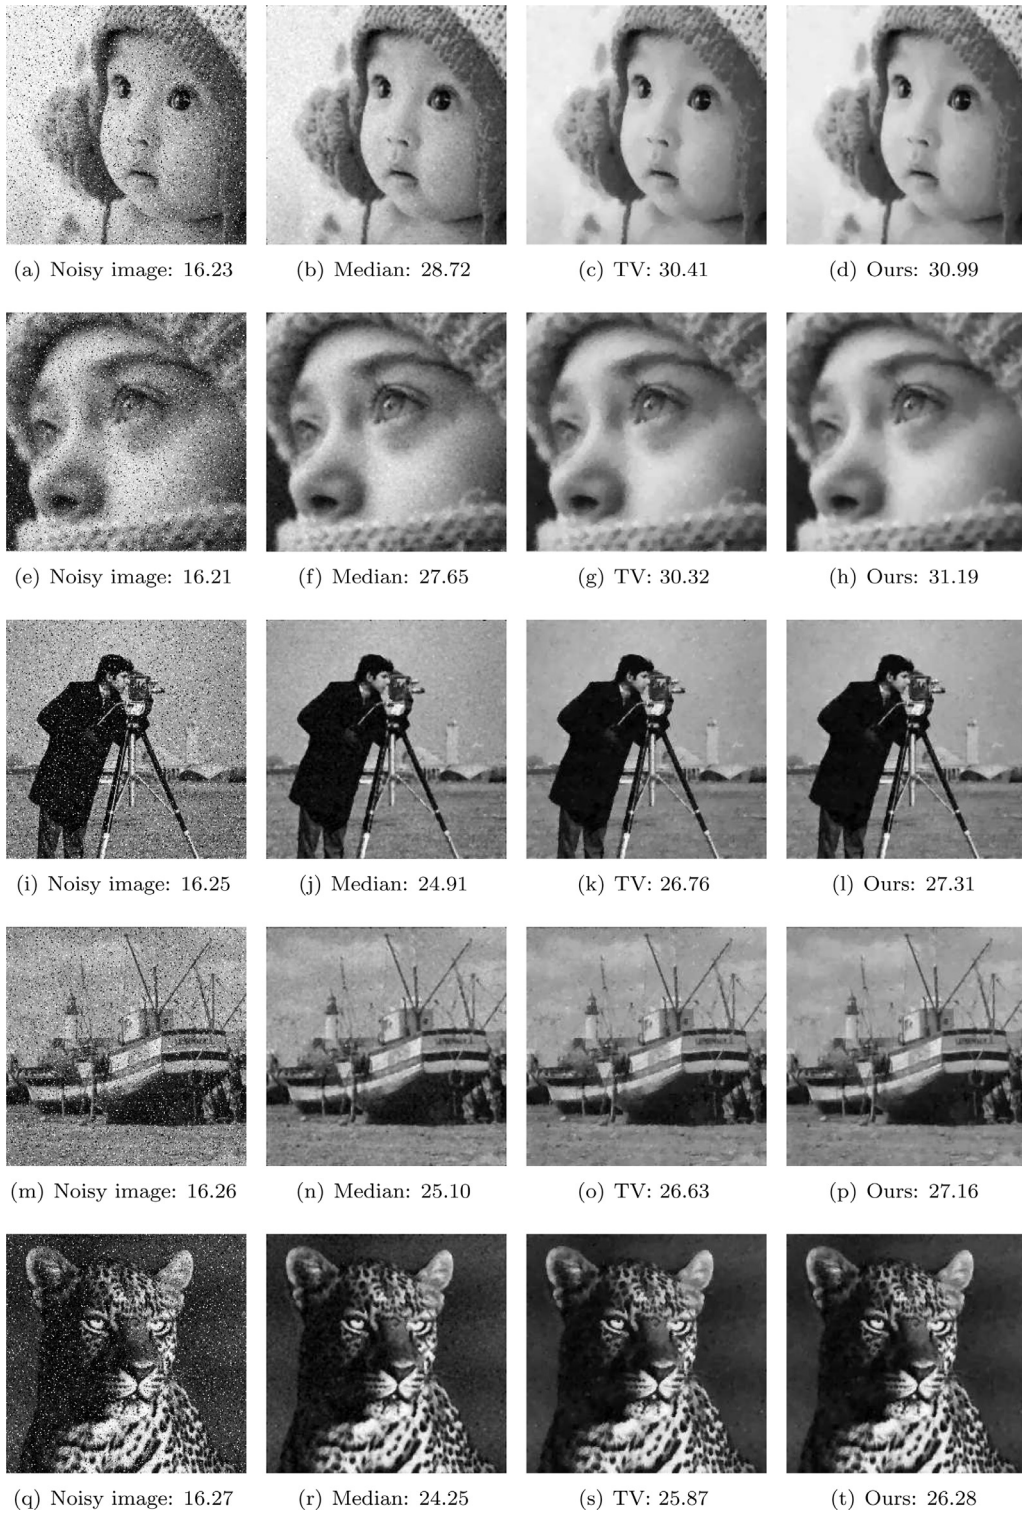 (a) Noisy image: 16.23 (b) Median: 28.72 (c) TV: 30.41 (d) Ours: 30.99
(e) Noisy image: 16.21 (f) Median: 27.65 (g) TV: 30.32 (h) Ours: 31.19
(i) Noisy image: 16.25 (j) Median: 24.91 (k) TV: 26.76 (l) Ours: 27.31
(m) Noisy image: 16.26 (n) Median: 25.10 (o) TV: 26.63 (p) Ours: 27.16
(q) Noisy image: 16.27 (r) Median: 24.25 (s) TV: 25.87 (t) Ours: 26.28